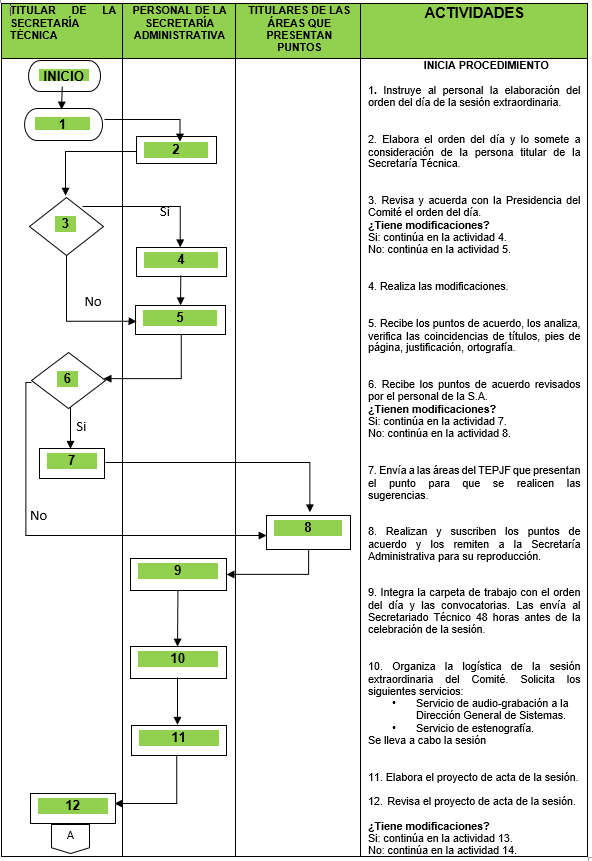 TITULAR DE LA
SECRETARÍA
TÉCNICA
PERSONAL DE LA
SECRETARÍA
ADMINISTRATIVA
TITULARES DE LAS
ÁREAS QUE
PRESENTAN
PUNTOS
ACTIVIDADES
INICIO
1
2
3
Si
4
No
5
6
Si
7
No
8
9
10
11
12
A
INICIA PROCEDIMIENTO
1. Instruye al personal la elaboración del
orden del día de la sesión extraordinaria.
2. Elabora el orden del día y lo somete a
consideración de la persona titular de la
Secretaría Técnica.
3. Revisa y acuerda con la Presidencia del
Comité el orden del día.
¿Tiene modificaciones?
Si: continúa en la actividad 4.
No: continúa en actividad 5.
4. Realiza las modificaciones.
5. Recibe los puntos de acuerdo, los analiza,
verifica las coincidencias de títulos, pies de
página, justificación, ortografía.
6. Recibe los puntos de acuerdo revisados
por el personal de la S.A.
¿Tienen modificaciones?
Si: continúa en actividad 7.
No: continúa en la actividad 8.
7. Envía a las áreas del TEPJF que presentan
el punto para que se realicen las
sugerencias.
8. Realizan y suscriben los puntos de
acuerdo y los remiten a la Secretaría
Administrativa para su reproducción.
9. Integra la carpeta de trabajo con el orden
del día y las convocatorias. Las envía al
Secretariado Técnico 48 horas antes de la
celebración de la sesión.
10. Organiza la logística de la sesión
extraordinaria del Comité. Solicita los
siguientes servicios:
• Servicio de audio-grabación a la
Dirección General de Sistemas.
• Servicio de estenografía.
Se lleva a cabo la sesión
11. Elabora el proyecto de acta de la sesión.
12. Revisa el proyecto de acta de la sesión.
¿Tiene modificaciones?
Si: continúa en actividad 13.
No: continúa en actividad 14.